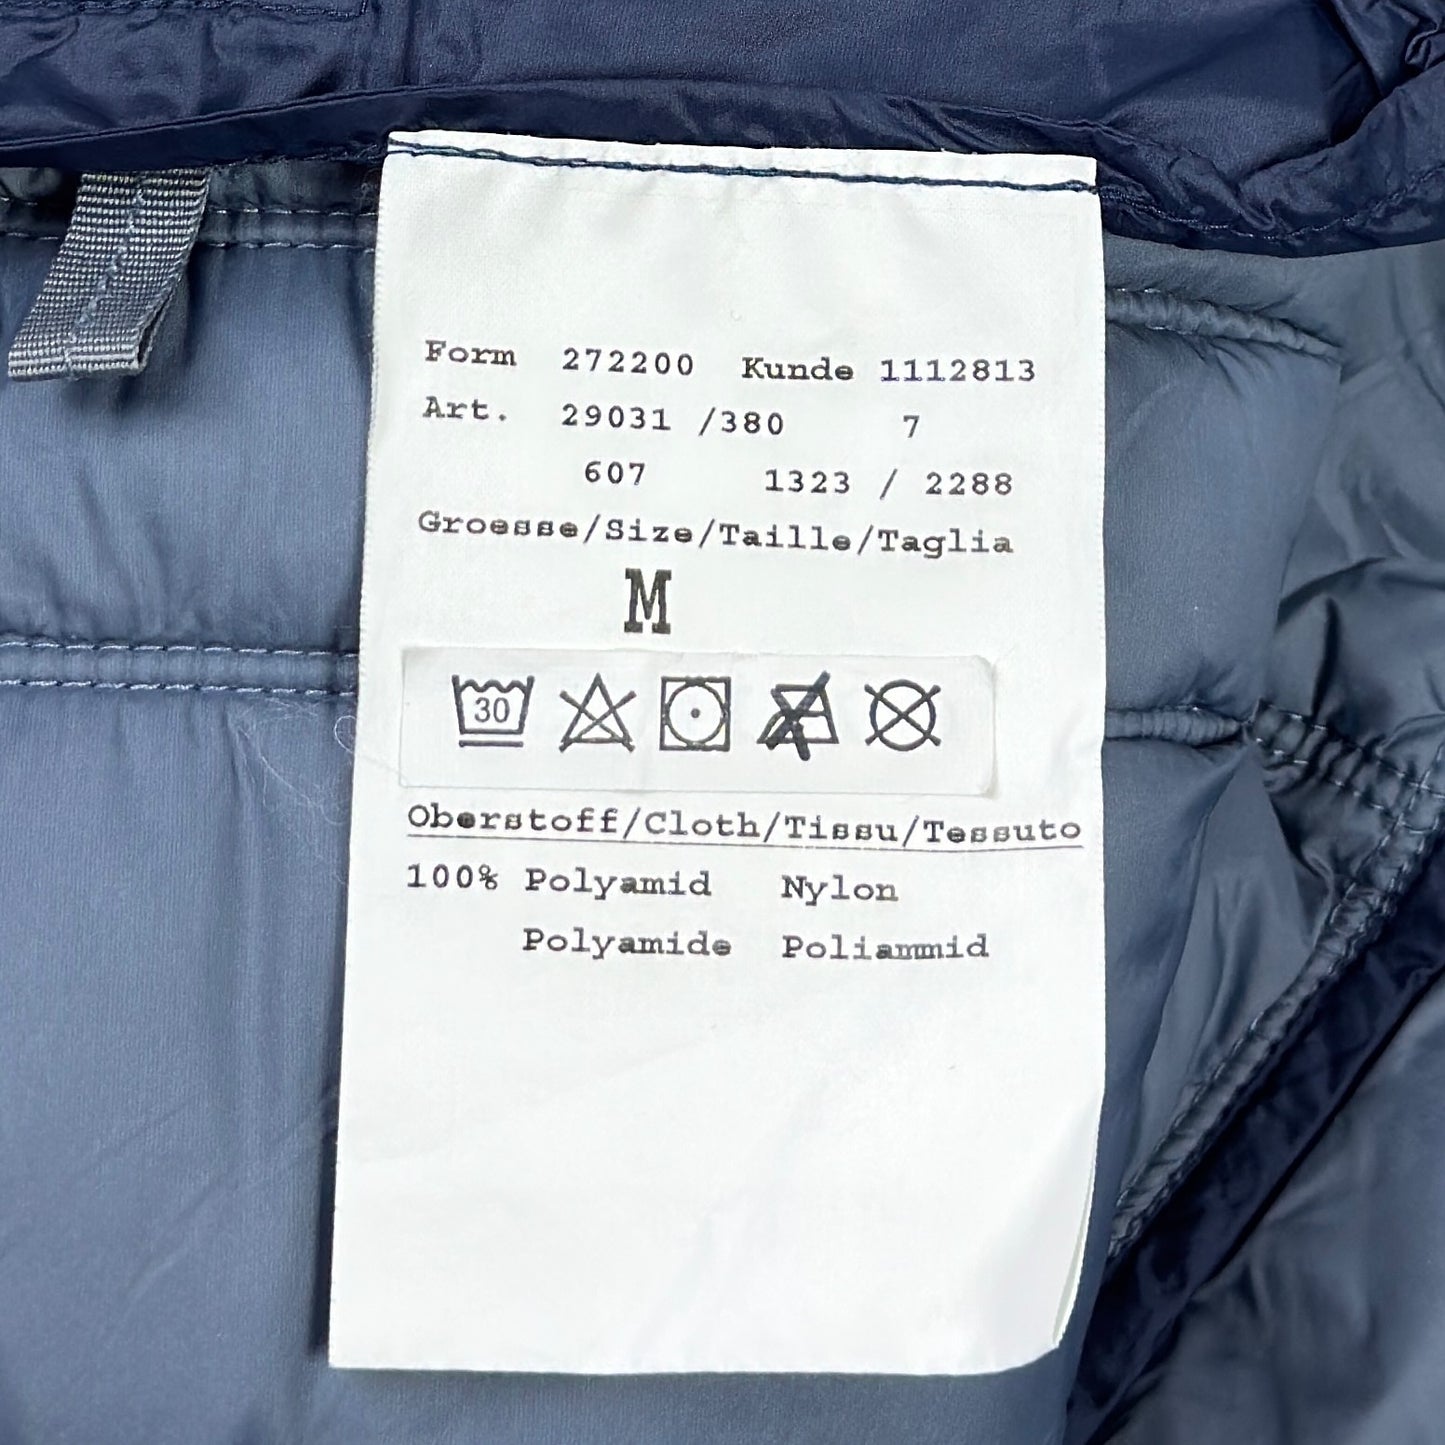 Form 272200 Kunde 1112813
Art. 29031 /380 7
607 1323 / 2288
Groesse/Size/Taille/Taglia
M
30
Oberstoff/Cloth/Tissu/Tessuto
100% Polyamid Nylon
Polyamide Poliammid